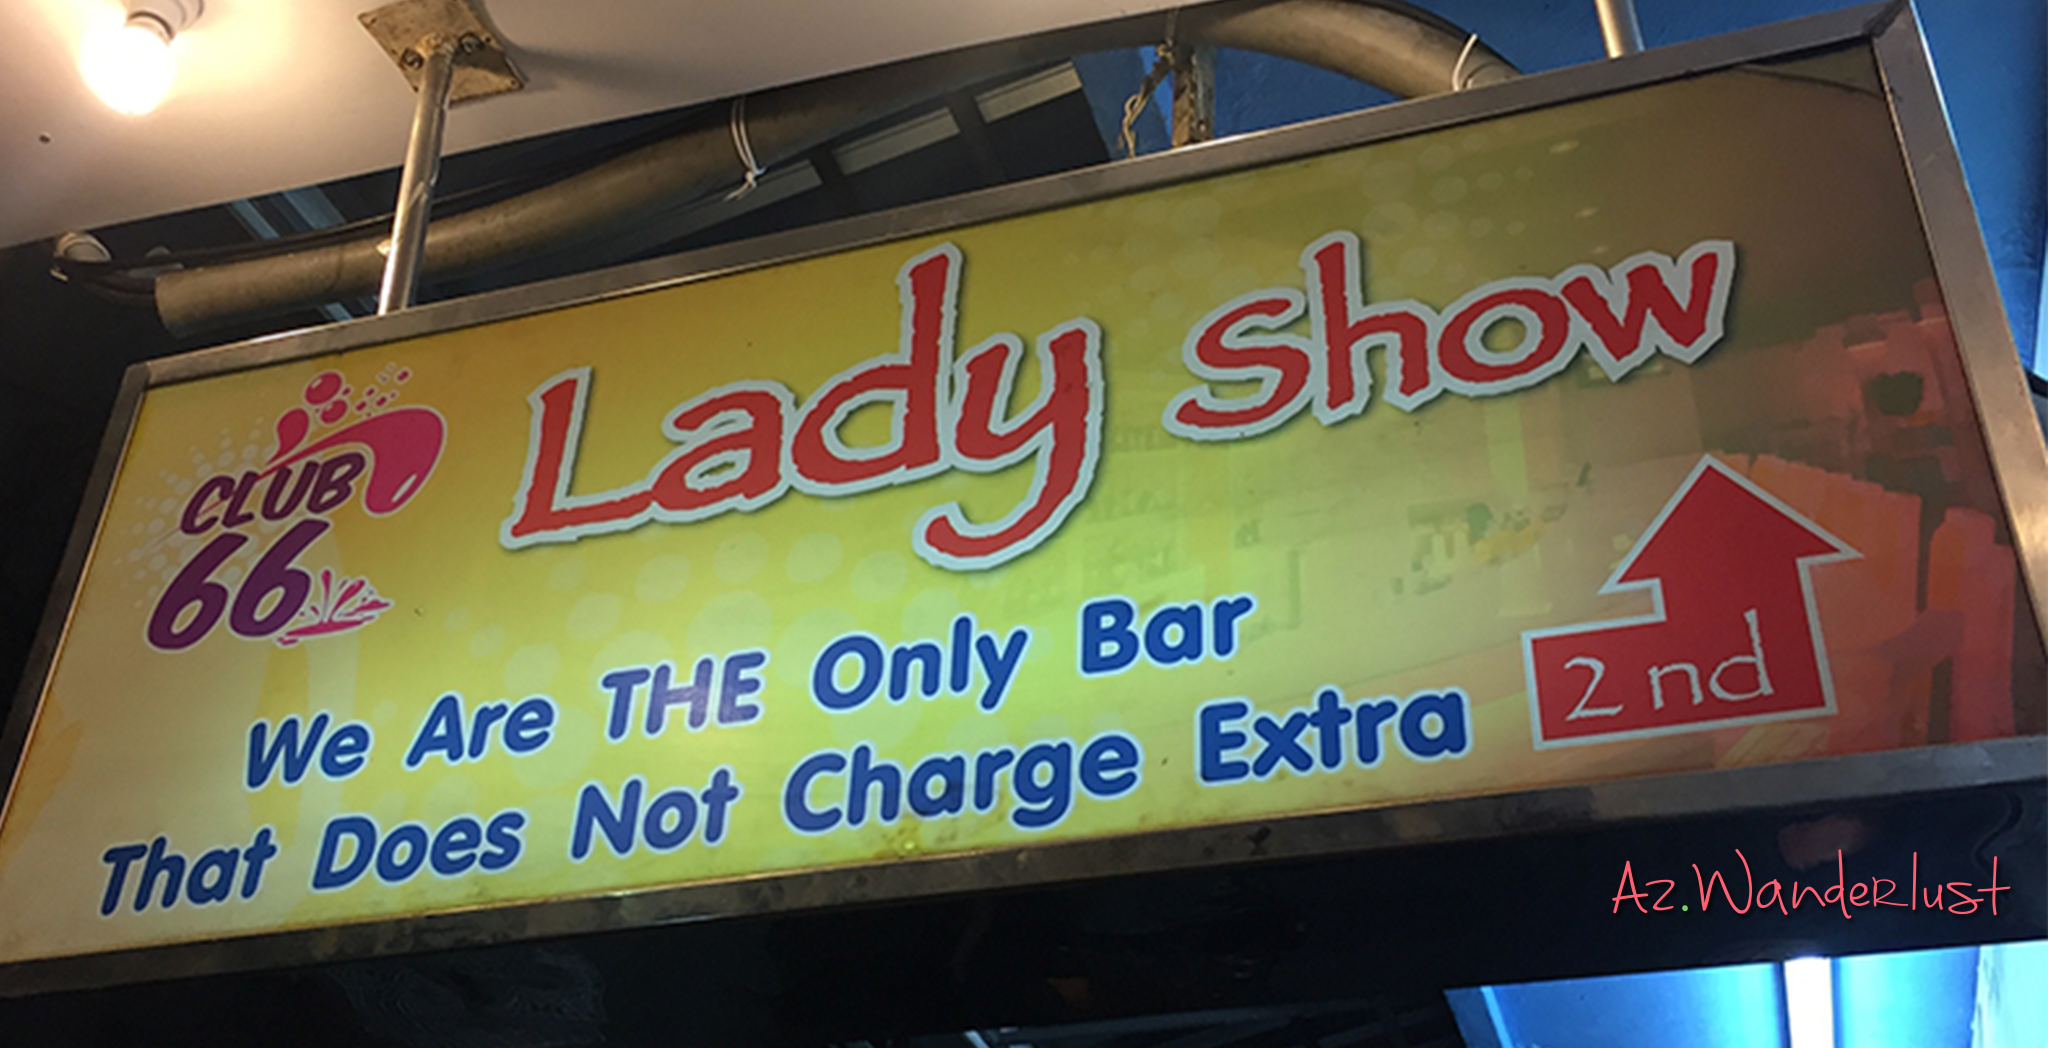 CLUB
66
Lady Show
We Are THE Only Bar
That Does Not Charge Extra
2nd
Az.Wanderlust